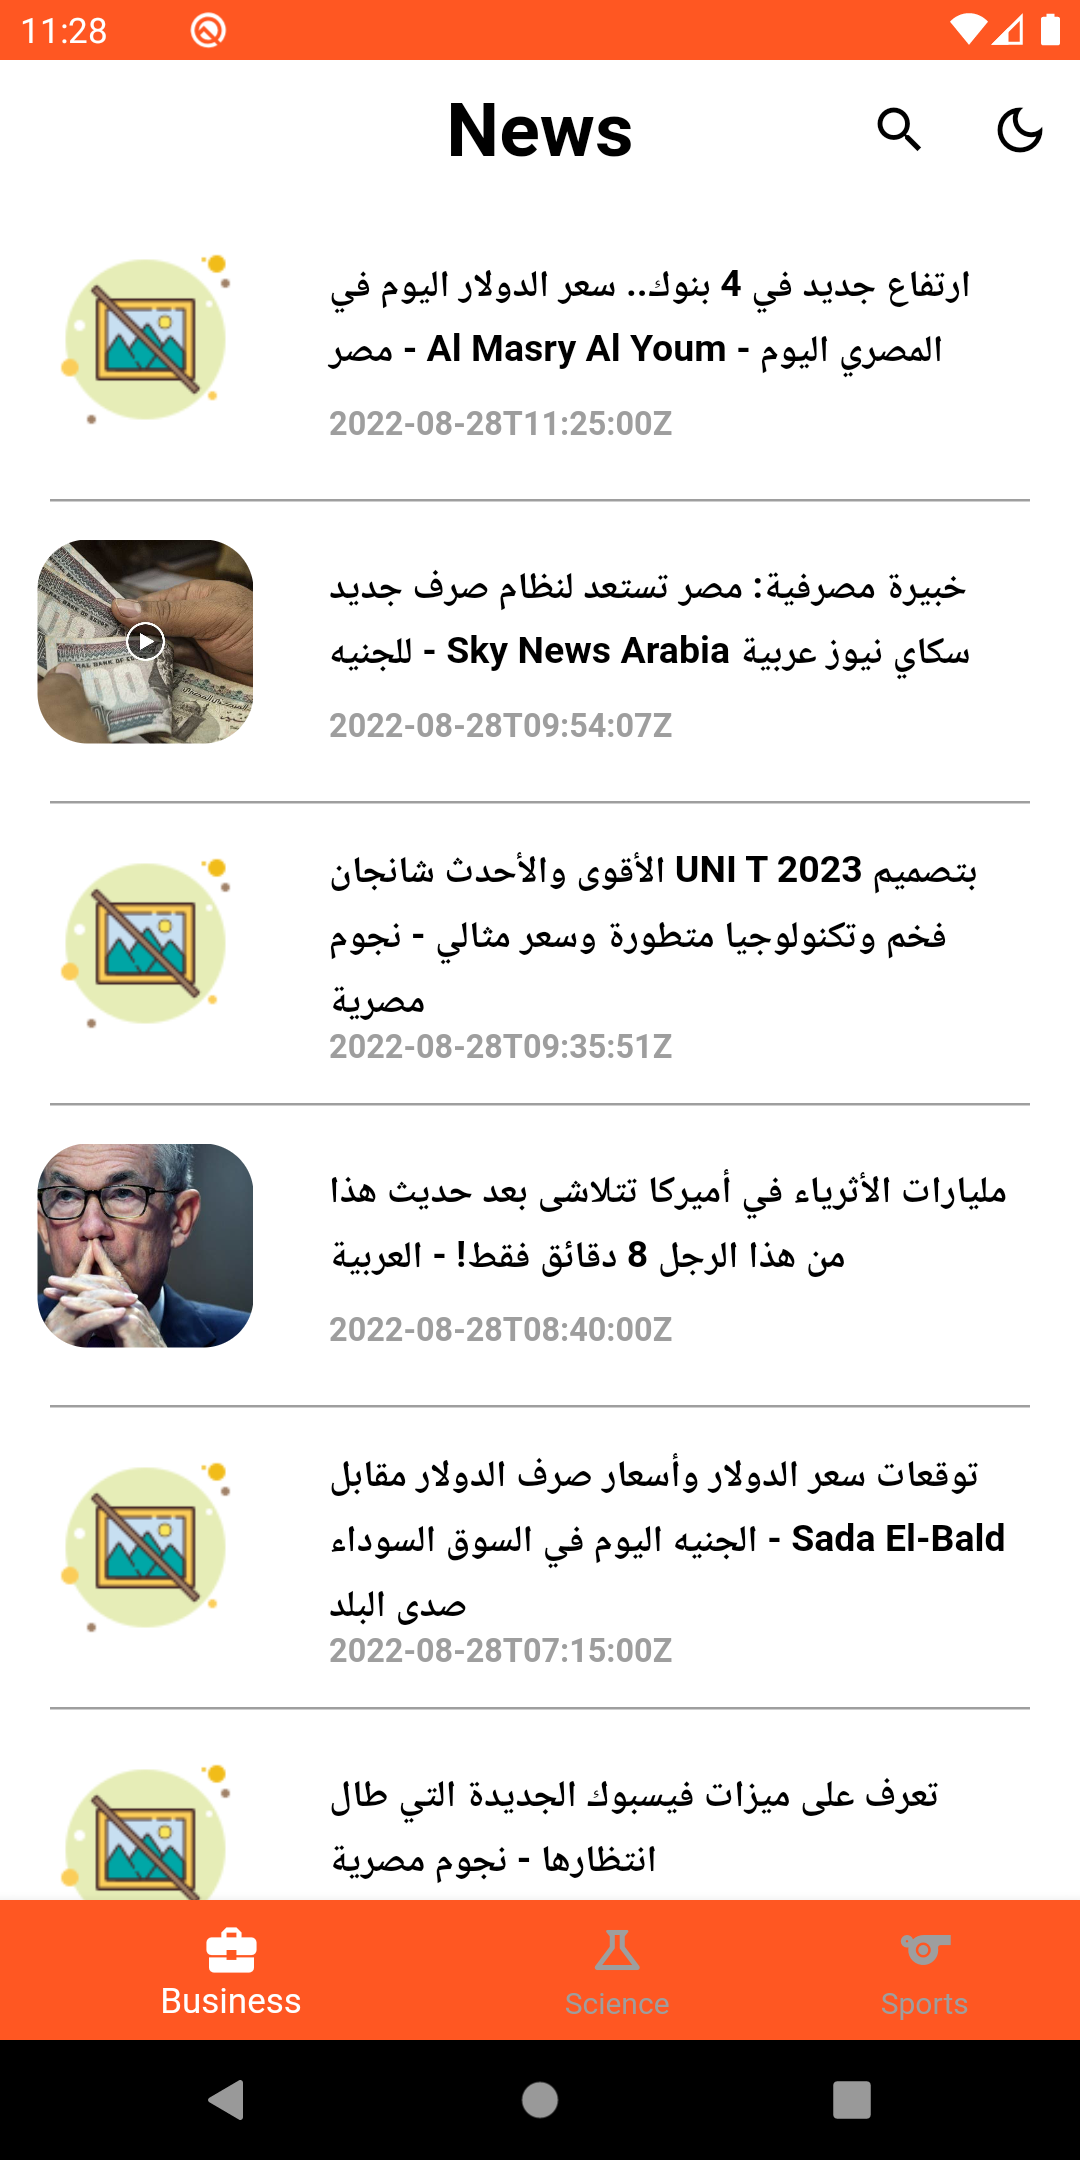 11:28
News
ارتفاع جديد في 4 بنوك.. سعر الدولار اليوم في
مصر - Al Masry Al Youm - المصري اليوم
2022-08-28T11:25:00Z
خبيرة مصرفية: مصر تستعد لنظام صرف جديد
للجنيه - Sky News Arabia سكاي نيوز عربية
2022-08-28T09:54:07Z
شانجان UNI T 2023 الأقوى والأحدث بتصميم
فخم وتكنولوجيا متطورة وسعر مثالي - نجوم
مصرية
2022-08-28T09:35:51Z
مليارات الأثرياء في أميركا تتلاشى بعد حديث هذا
من هذا الرجل 8 دقائق فقط! - العربية
2022-08-28T08:40:00Z
توقعات سعر الدولار وأسعار صرف الدولار مقابل
الجنيه اليوم في السوق السوداء - Sada El-Bald
صدى البلد
2022-08-28T07:15:00Z
تعرف على ميزات فيسبوك الجديدة التي طال
انتظارها - نجوم مصرية
Business
Science
Sports